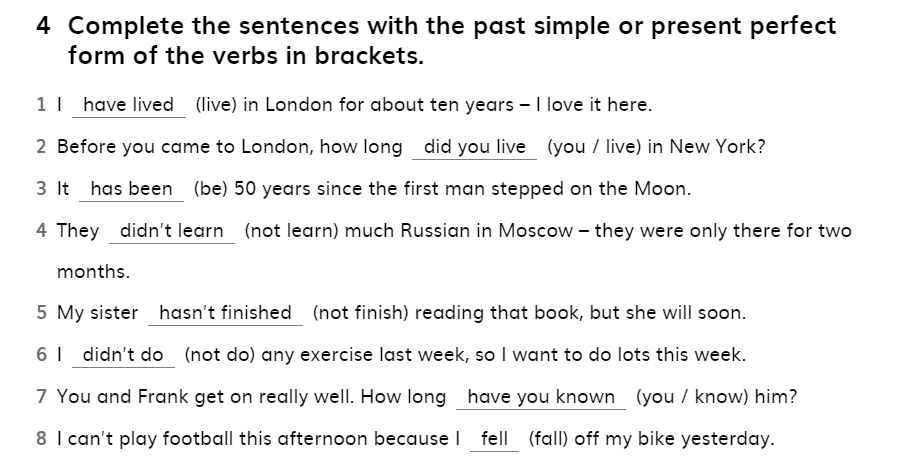 4 Complete the sentences with the past simple or present perfect
form of the verbs in brackets.
1 I have lived (live) in London for about ten years – I love it here.
2 Before you came to London, how long did you live (you / live) in New York?
3 It has been (be) 50 years since the first man stepped on the Moon.
4 They didn't learn (not learn) much Russian in Moscow – they were only there for two
months.
5 My sister hasn't finished (not finish) reading that book, but she will soon.
6 I didn't do (not do) any exercise last week, so I want to do lots this week.
7 You and Frank get on really well. How long have you known (you / know) him?
8 I can't play football this afternoon because I fell (fall) off my bike yesterday.